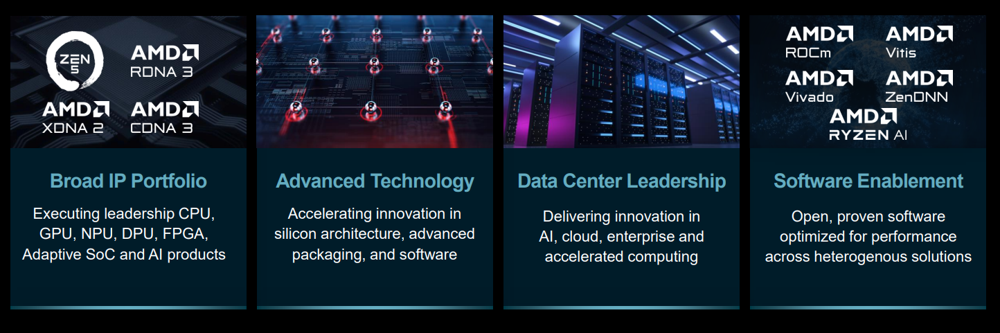 ZEN
5
AMD
RDNA 3
AMD
XDNA 2
AMD
CDNA 3
Broad IP Portfolio
Executing leadership CPU,
GPU, NPU, DPU, FPGA,
Adaptive SoC and AI products
Advanced Technology
Accelerating innovation in
silicon architecture, advanced
packaging, and software
Data Center Leadership
Delivering innovation in
AI, cloud, enterprise and
accelerated computing
AMD
ROCm
AMD
Vitis
AMD
Vivado
AMD
ZenDNN
AMD
RYZEN AI
Software Enablement
Open, proven software
optimized for performance
across heterogenous solutions